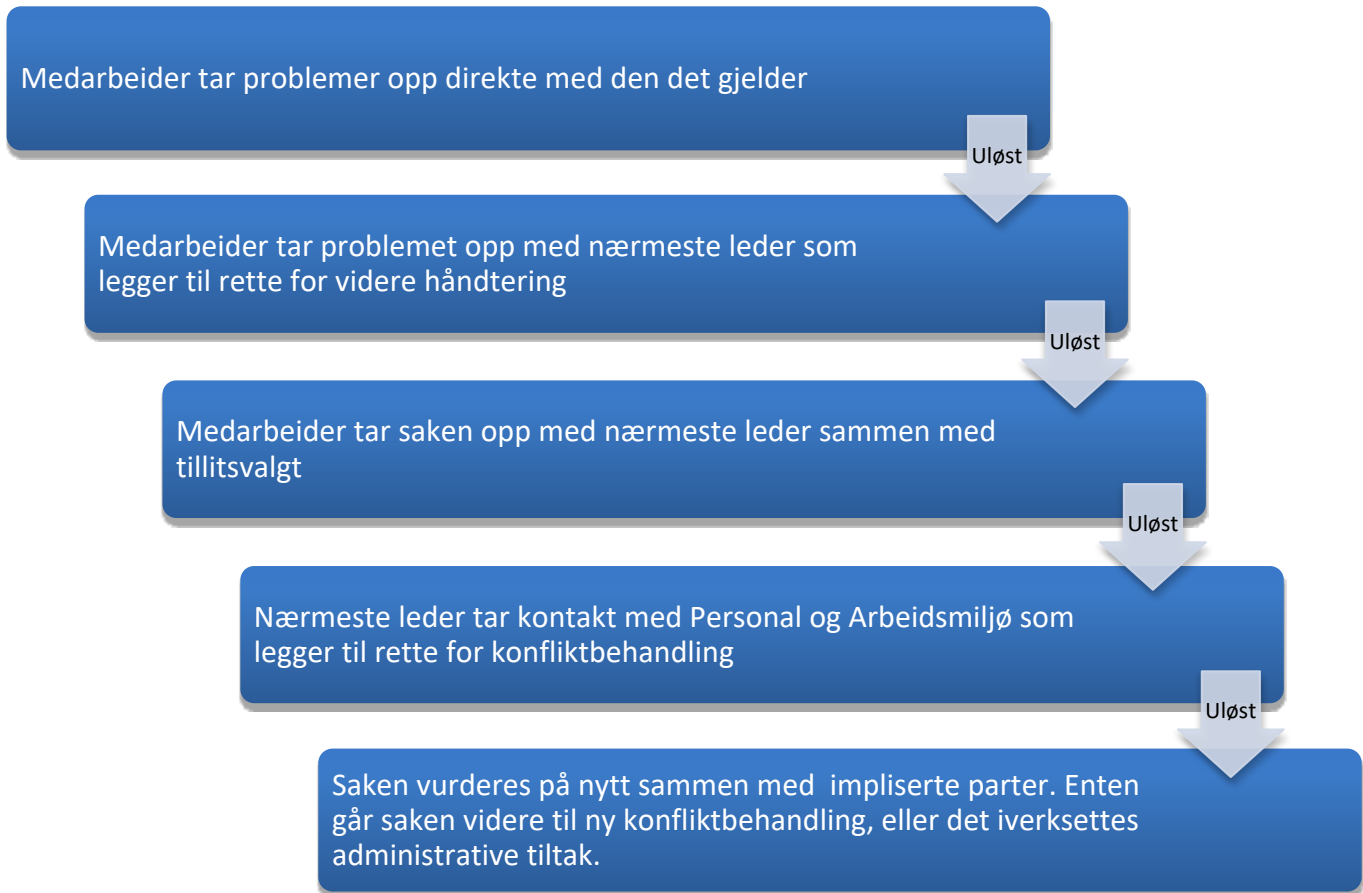 Medarbeider tar problemer opp direkte med den det gjelder
Uløst
Medarbeider tar problemet opp med nærmeste leder som
legger til rette for videre håndtering
Uløst
Medarbeider tar saken opp med nærmeste leder sammen med
tillitsvalgt
Uløst
Nærmeste leder tar kontakt med Personal og Arbeidsmiljø som
legger til rette for konfliktbehandling
Uløst
Saken vurderes på nytt sammen med  impliserte parter. Enten
går saken videre til ny konfliktbehandling, eller det iverksettes
administrative tiltak.